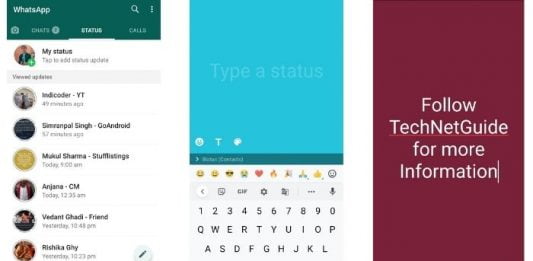 WhatsApp
CHATS
STATUS
CALLS
My status
Tap to add status update
Viewed updates
Indicoder - YT
49 minutes ago
Simranpal Singh - GoAndroid
57 minutes ago
Mukul Sharma - Stufflistings
Today, 9:00 am
Anjana - CM
Today, 12:35 am
Vedant Ghadi - Friend
Yesterday, 10:48 pm
Rishika Ghy
Yesterday, 10:23 pm
Type a status
T
Status (Contacts)
GIF
1 2 3 4 5 6 7 8 9 0
Q W E R T Y U I O P
A S D F G H J K L
Follow
TechNetGuide
for more
Information